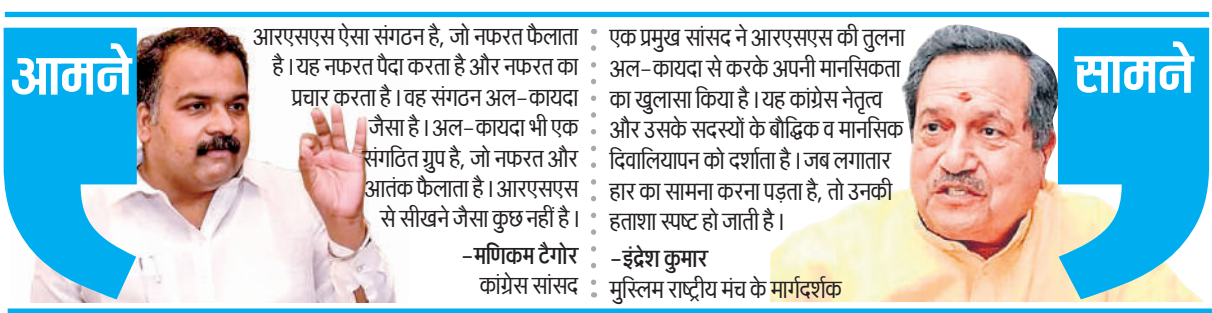 आमने
आरएसएस ऐसा संगठन है, जो नफरत फैलाता
है। यह नफरत पैदा करता है और नफरत का
प्रचार करता है। वह संगठन अल-कायदा
जैसा है। अल-कायदा भी एक
संगठित ग्रुप है, जो नफरत और
आतंक फैलाता है। आरएसएस
से सीखने जैसा कुछ नहीं है।
-मणिकम टैगोर
कांग्रेस सांसद
एक प्रमुख सांसद ने आरएसएस की तुलना
अल-कायदा से करके अपनी मानसिकता
का खुलासा किया है। यह कांग्रेस नेतृत्व
और उसके सदस्यों के बौद्धिक व मानसिक
दिवालियापन को दर्शाता है। जब लगातार
हार का सामना करना पड़ता है, तो उनकी
हताशा स्पष्ट हो जाती है।
-इंद्रेश कुमार
मुस्लिम राष्ट्रीय मंच के मार्गदर्शक
सामने